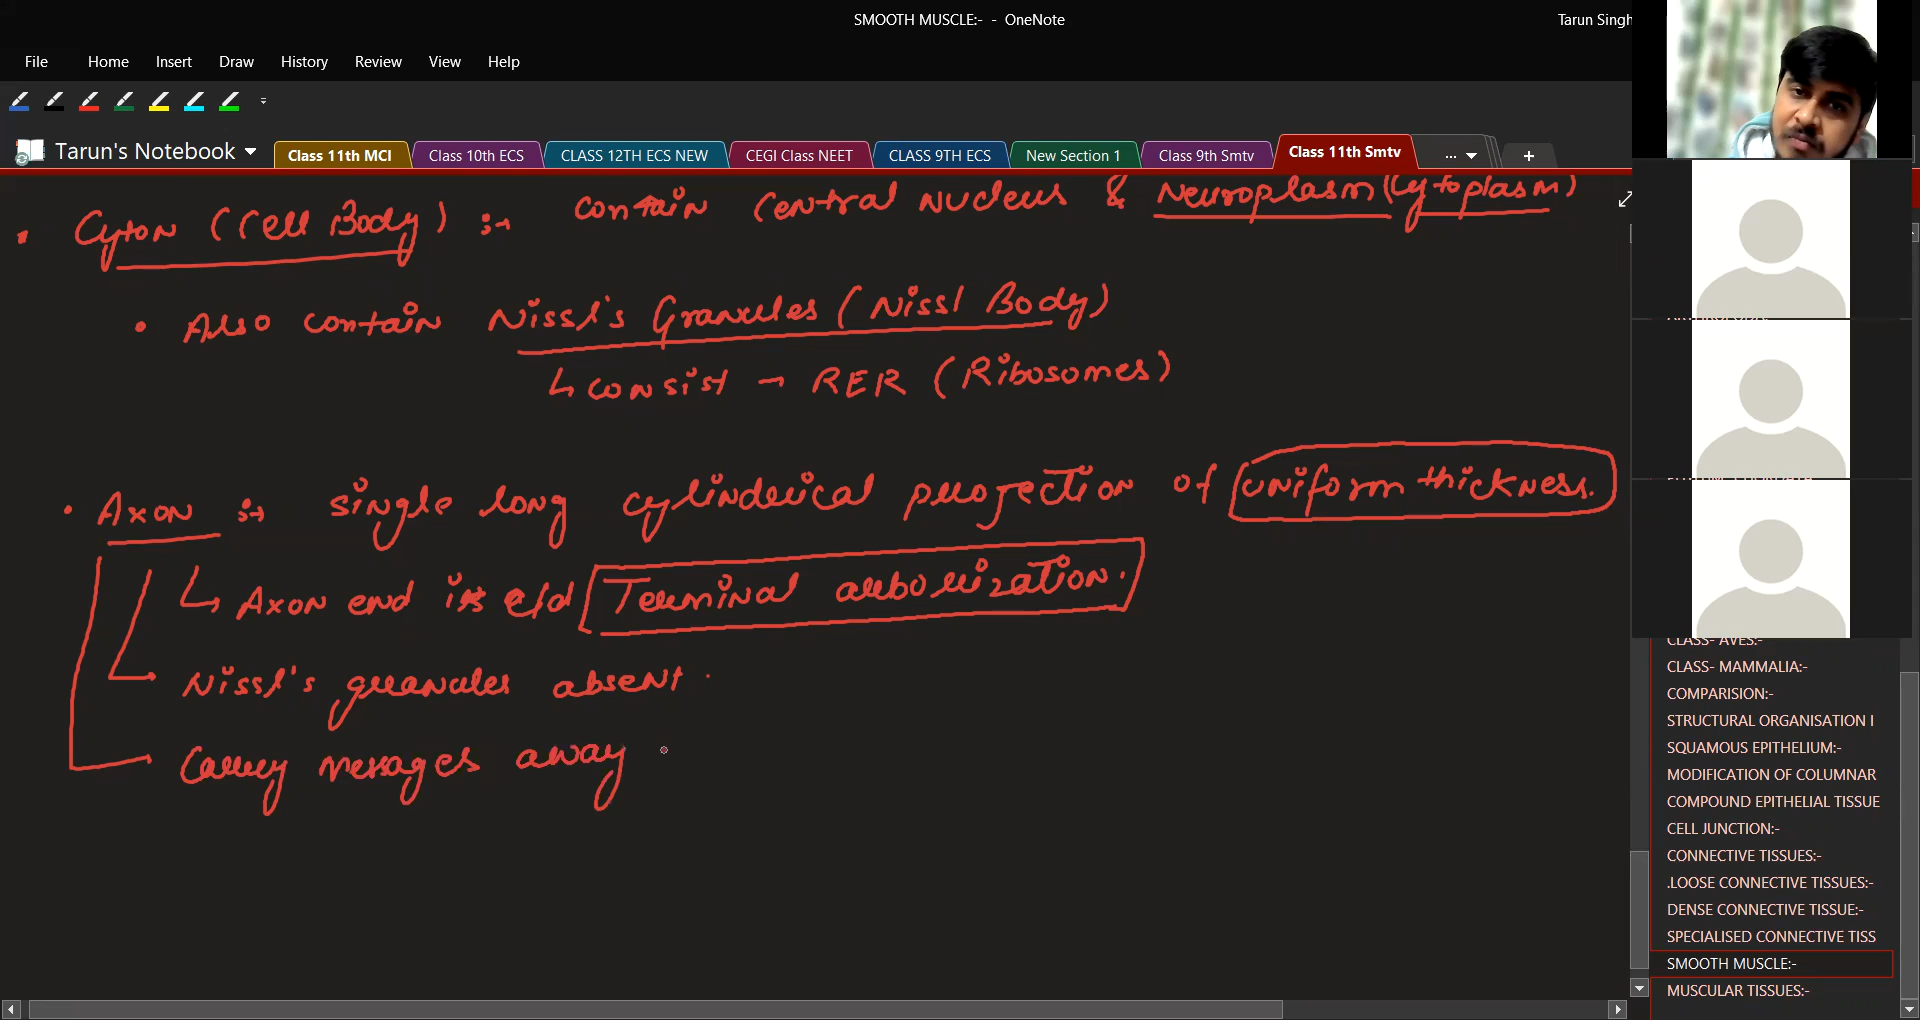 SMOOTH MUSCLE:- - OneNote
Tarun Singh
File Home Insert Draw History Review View Help
Tarun's Notebook
Class 11th MCI Class 10th ECS CLASS 12TH ECS NEW CEGI Class NEET CLASS 9TH ECS New Section 1 Class 9th Smtv Class 11th Smtv ... +
• Cyton (Cell Body) :→ contain Central Nucleus & Neuroplasm (Cytoplasm)
• Also contain Nissl's Granules (Nissl Body)
↳ consist → RER (Ribosomes)
• Axon :→ single long cylinderical projection of uniform thickness.
↳ Axon end is c/d Terminal arborization.
Nissl's granules absent.
Carry messages away
CLASS- AVES:-
CLASS- MAMMALIA:-
COMPARISION:-
STRUCTURAL ORGANISATION I
SQUAMOUS EPITHELIUM:-
MODIFICATION OF COLUMNAR
COMPOUND EPITHELIAL TISSUE
CELL JUNCTION:-
CONNECTIVE TISSUES:-
.LOOSE CONNECTIVE TISSUES:-
DENSE CONNECTIVE TISSUE:-
SPECIALISED CONNECTIVE TISS
SMOOTH MUSCLE:-
MUSCULAR TISSUES:-